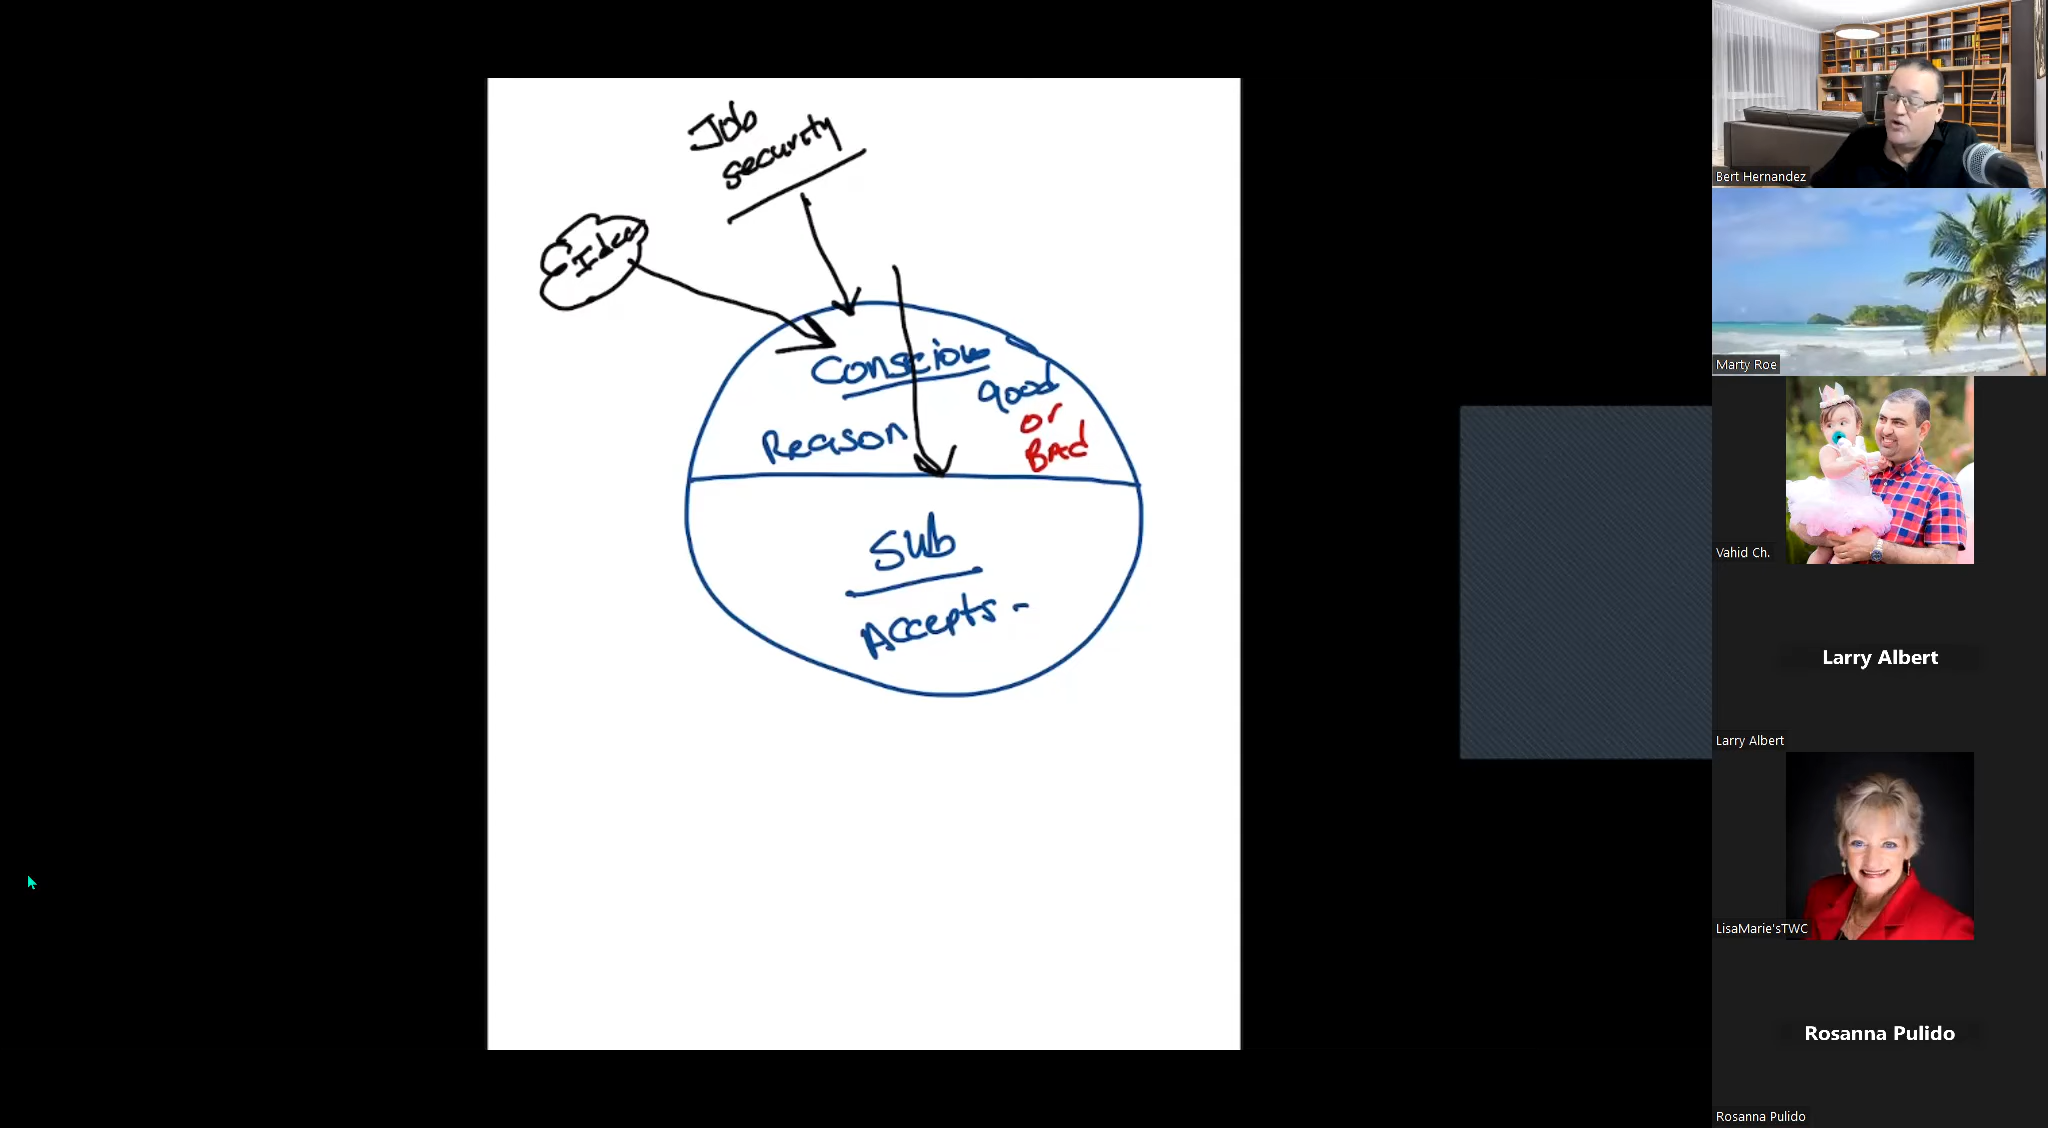 Job
security
Idea
Conscious
good
or
Bad
Reason
Sub
Accepts -
Bert Hernandez
Marty Roe
Vahid Ch.
Larry Albert
Larry Albert
LisaMarie'sTWC
Rosanna Pulido
Rosanna Pulido